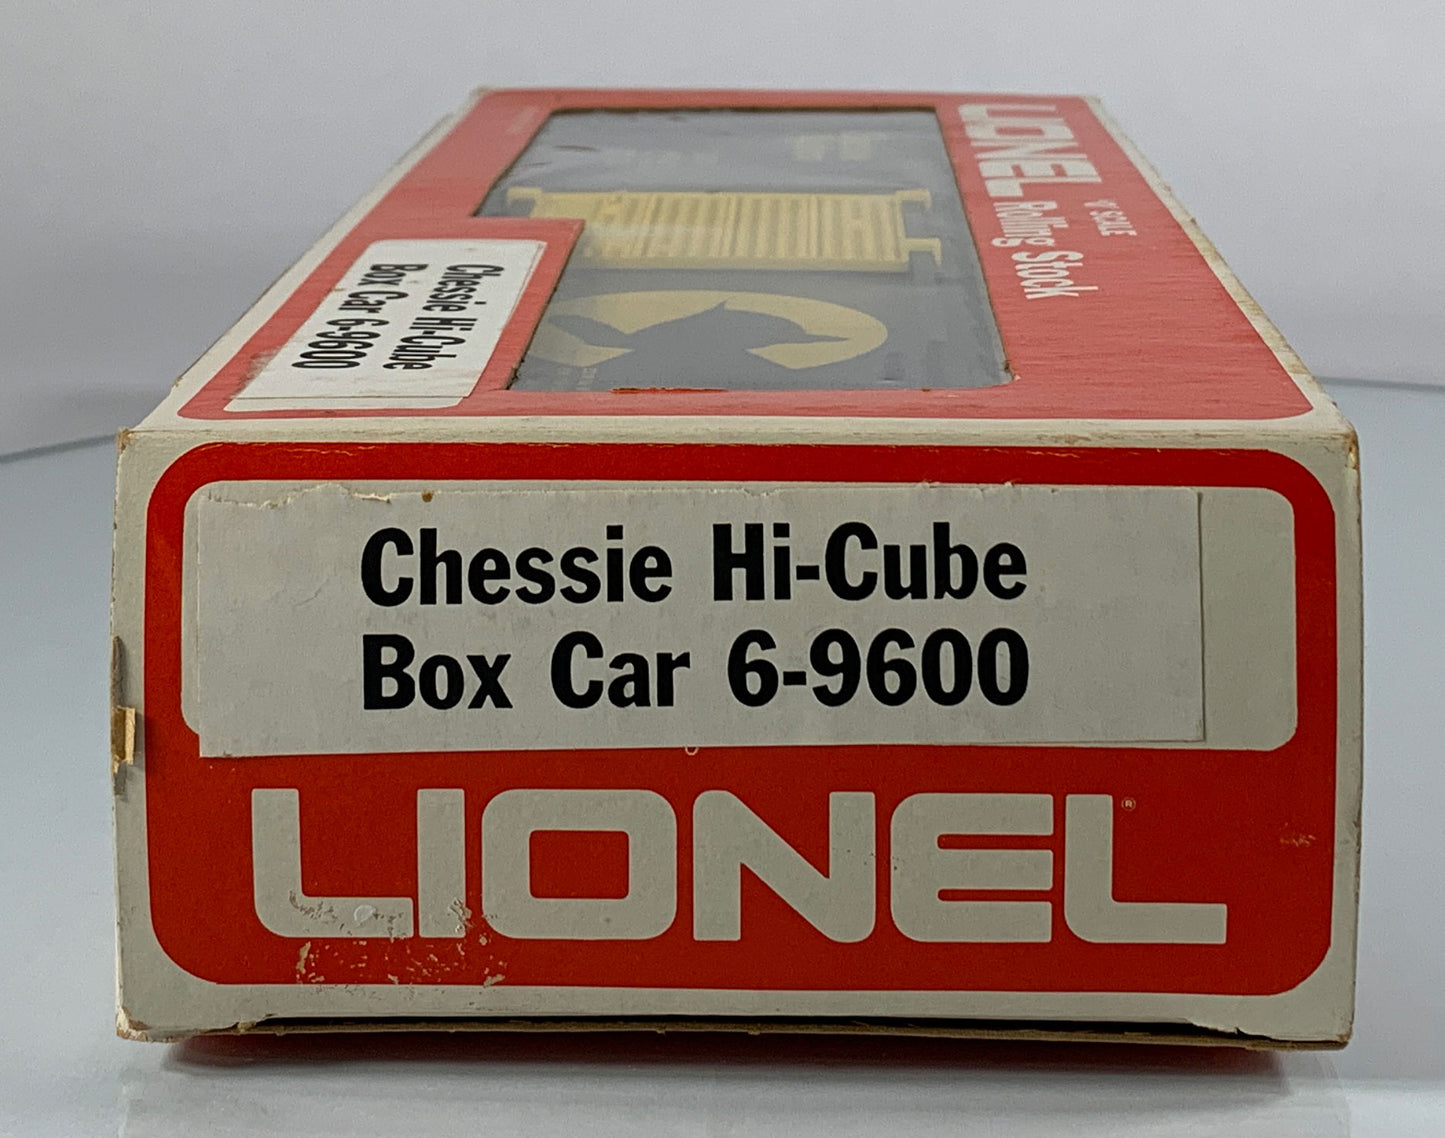 LIONEL
'O' SCALE
Rolling Stock
Chessie Hi-Cube
Box Car 6-9600
Chessie Hi-Cube
Box Car 6-9600
LIONEL®